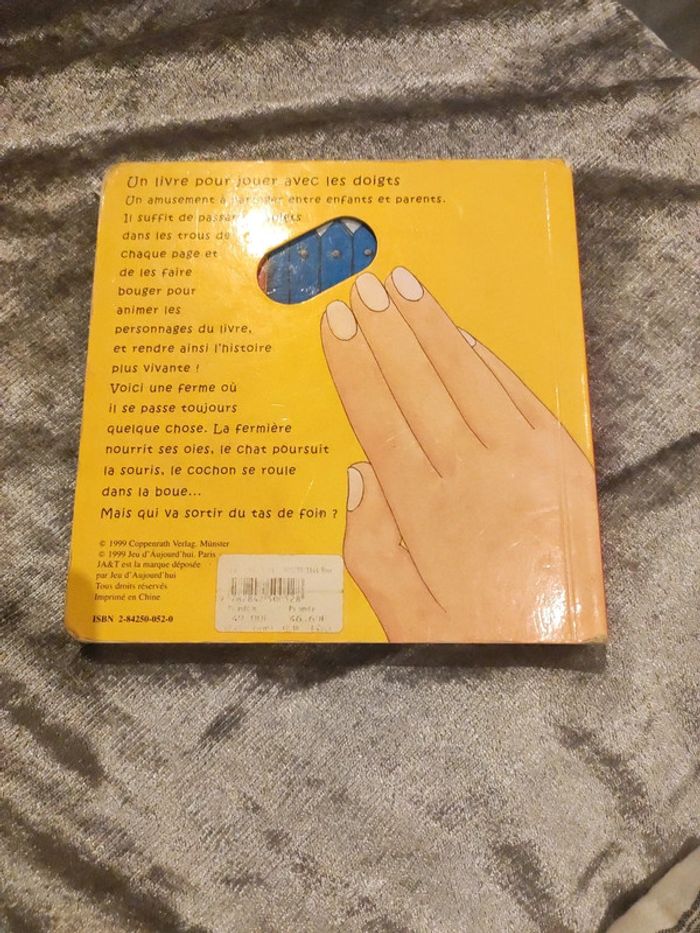 Un livre pour jouer avec les doigts
Un amusement à partager entre enfants et parents.
Il suffit de passer doigts
dans les trous de
chaque page et
de les faire
bouger pour
animer les
personnages du livre,
et rendre ainsi l'histoire
plus vivante !
Voici une ferme où
il se passe toujours
quelque chose. La fermière
nourrit ses oies, le chat poursuit
la souris, le cochon se roule
dans la boue...
Mais qui va sortir du tas de foin ?
© 1999 Coppenrath Verlag. Münster
© 1999 Jeu d'Aujourd'hui. Paris
JA&T est la marque déposée
par Jeu d'Aujourd'hui
Tous droits réservés
Imprimé en Chine
ISBN 2-84250-052-0